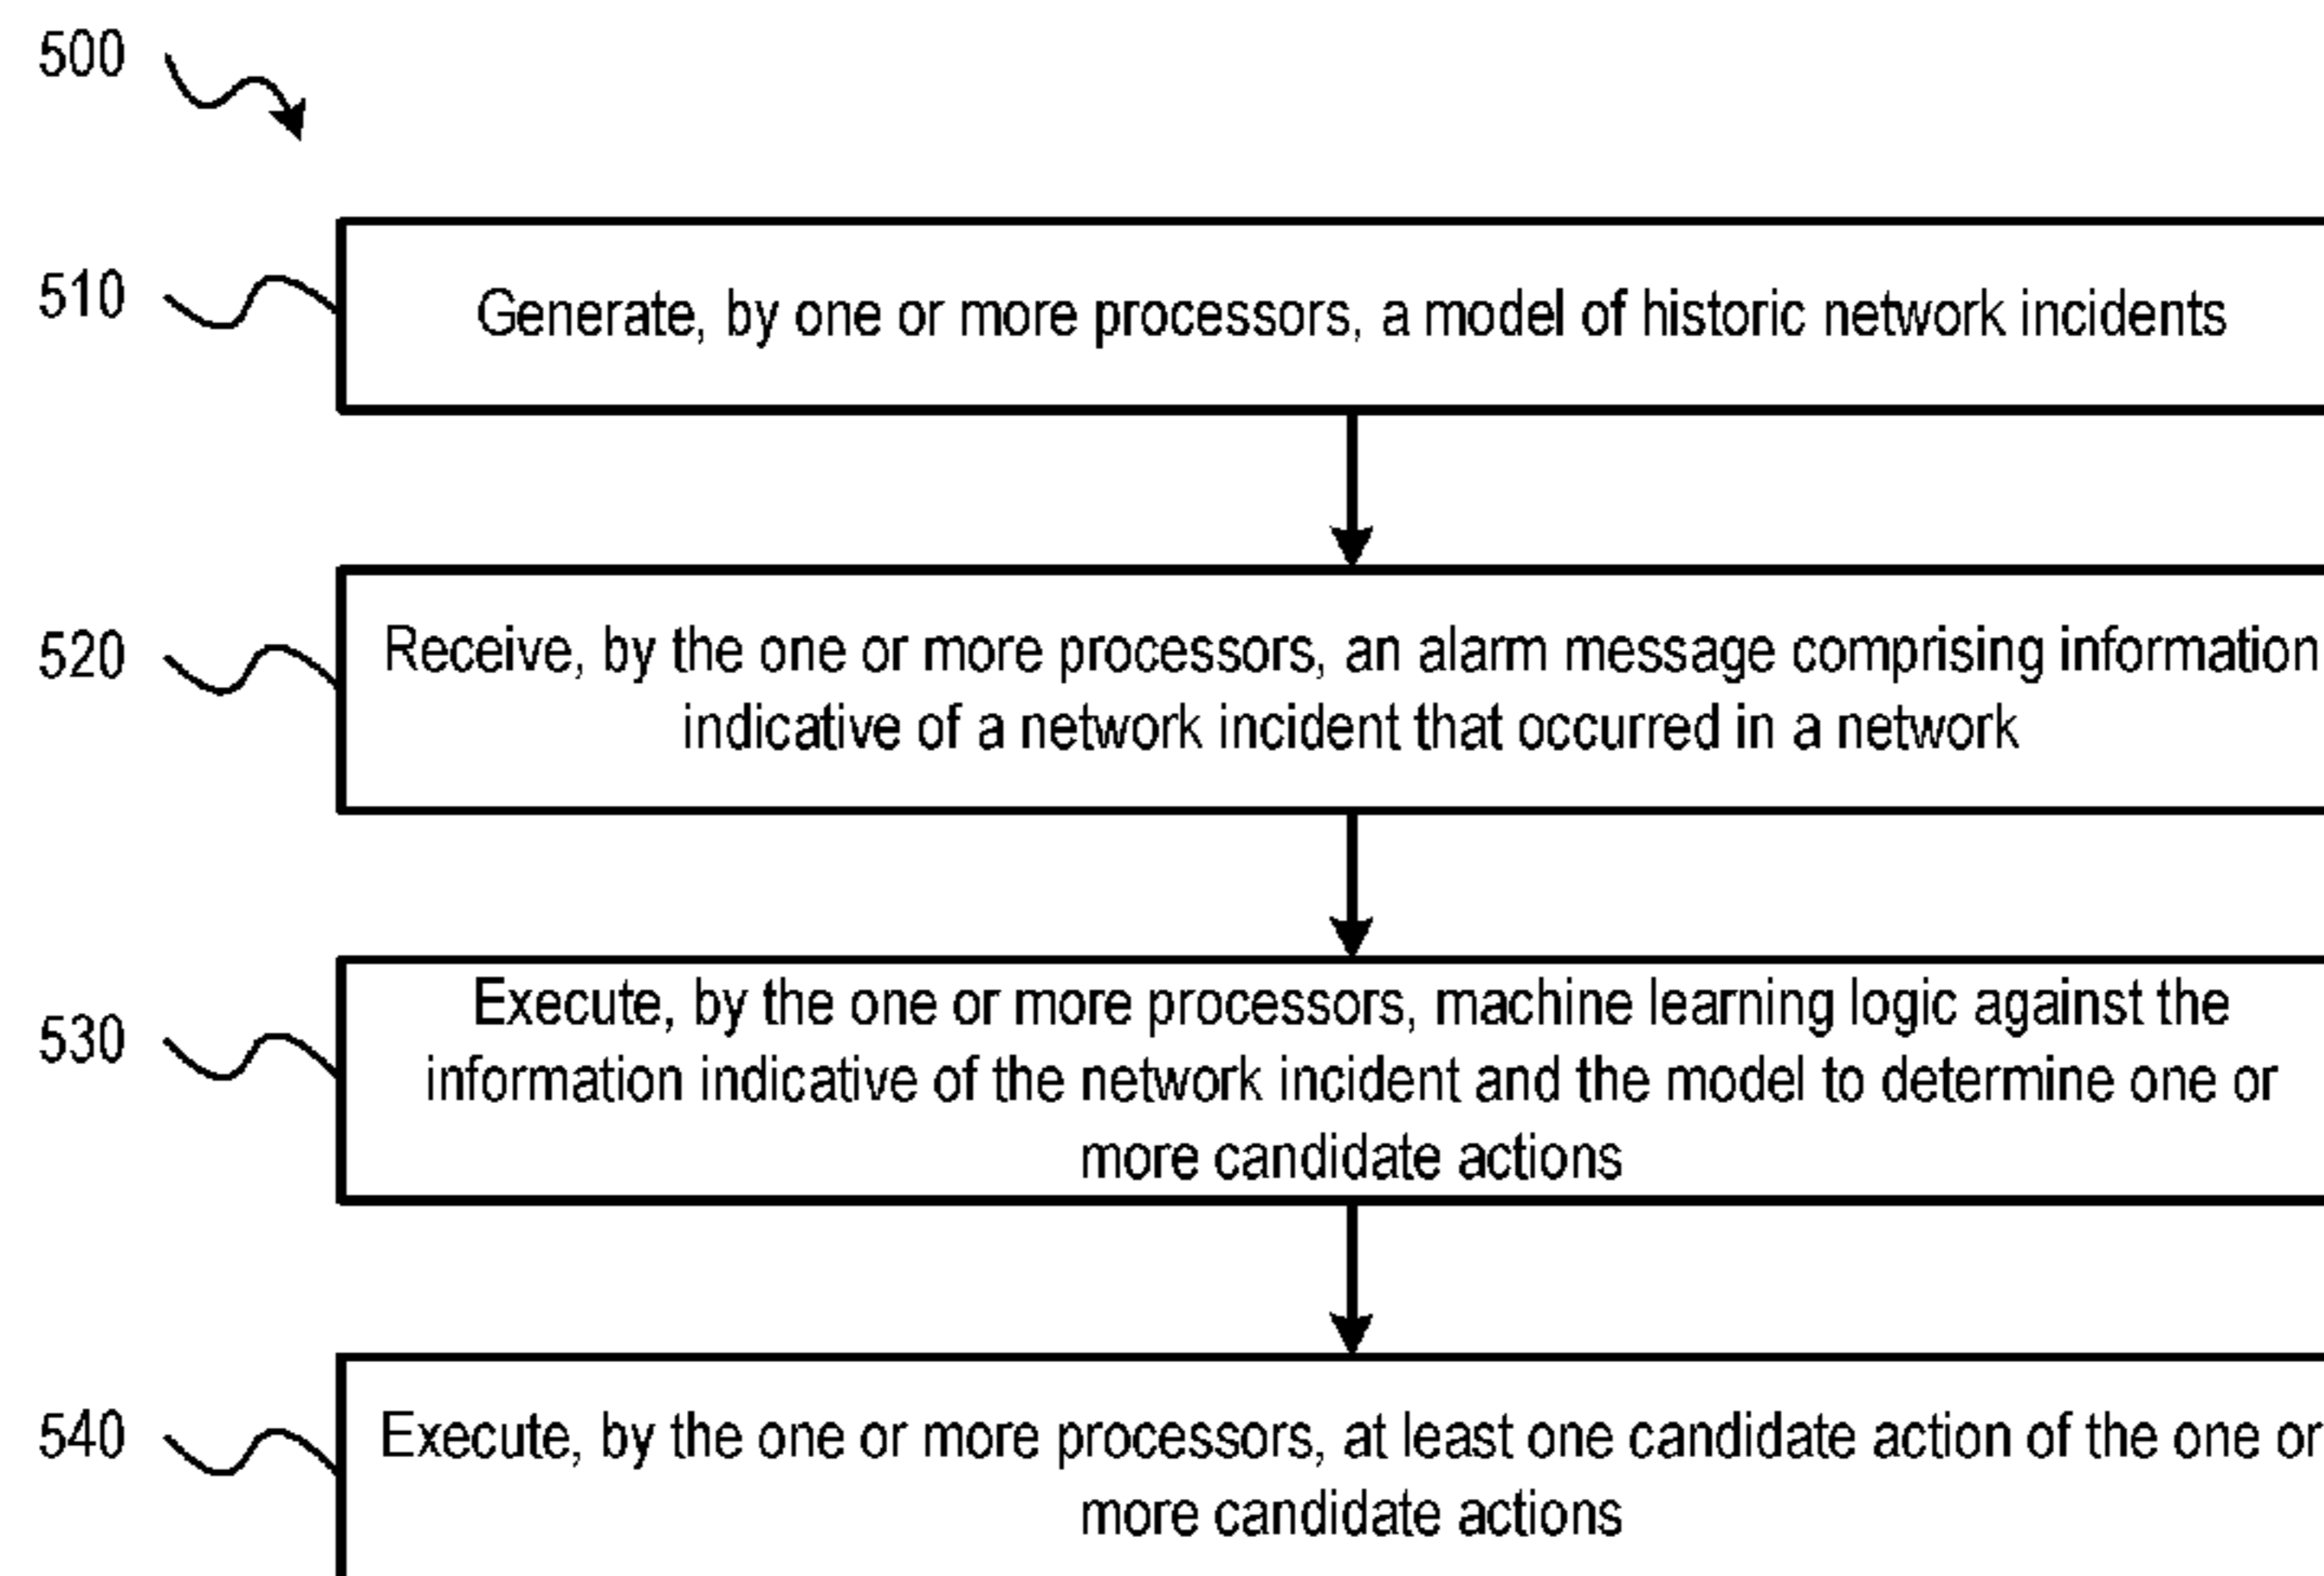 500
510
Generate, by one or more processors, a model of historic network incidents
520
Receive, by the one or more processors, an alarm message comprising information
indicative of a network incident that occurred in a network
530
Execute, by the one or more processors, machine learning logic against the
information indicative of the network incident and the model to determine one or
more candidate actions
540
Execute, by the one or more processors, at least one candidate action of the one or
more candidate actions